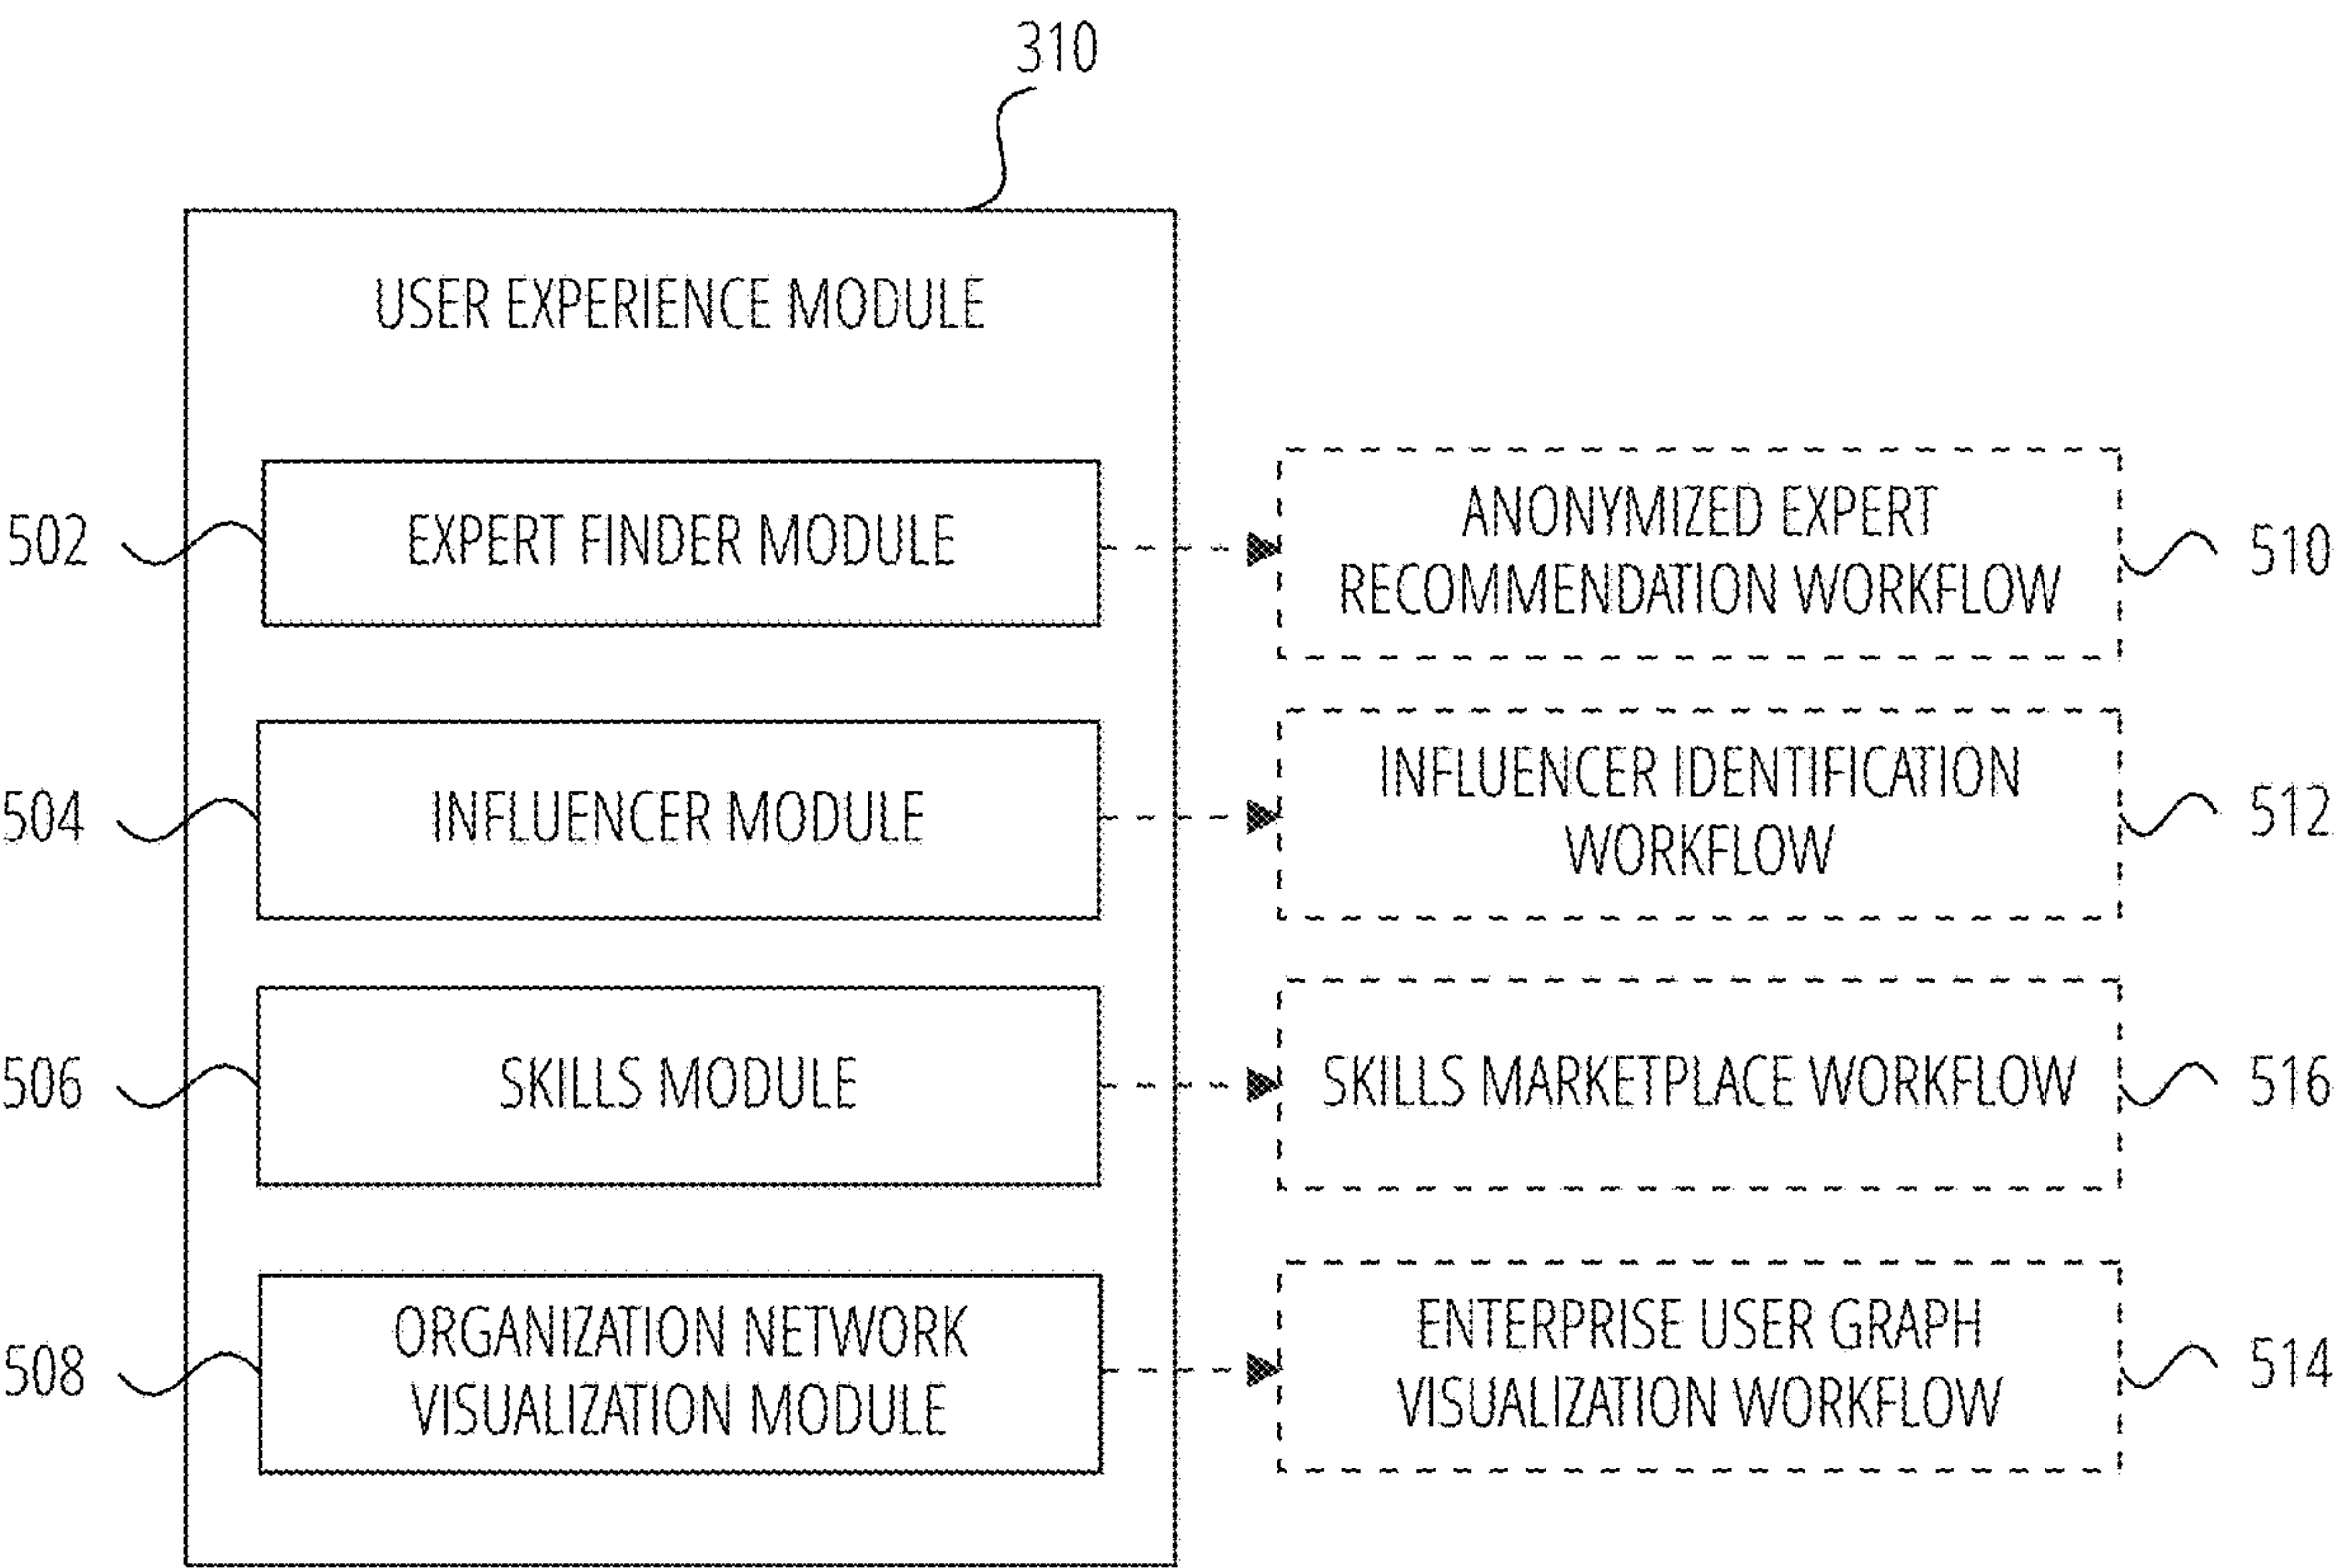 310
USER EXPERIENCE MODULE
502
EXPERT FINDER MODULE
ANONYMIZED EXPERT
RECOMMENDATION WORKFLOW
510
504
INFLUENCER MODULE
INFLUENCER IDENTIFICATION
WORKFLOW
512
506
SKILLS MODULE
SKILLS MARKETPLACE WORKFLOW
516
508
ORGANIZATION NETWORK
VISUALIZATION MODULE
ENTERPRISE USER GRAPH
VISUALIZATION WORKFLOW
514